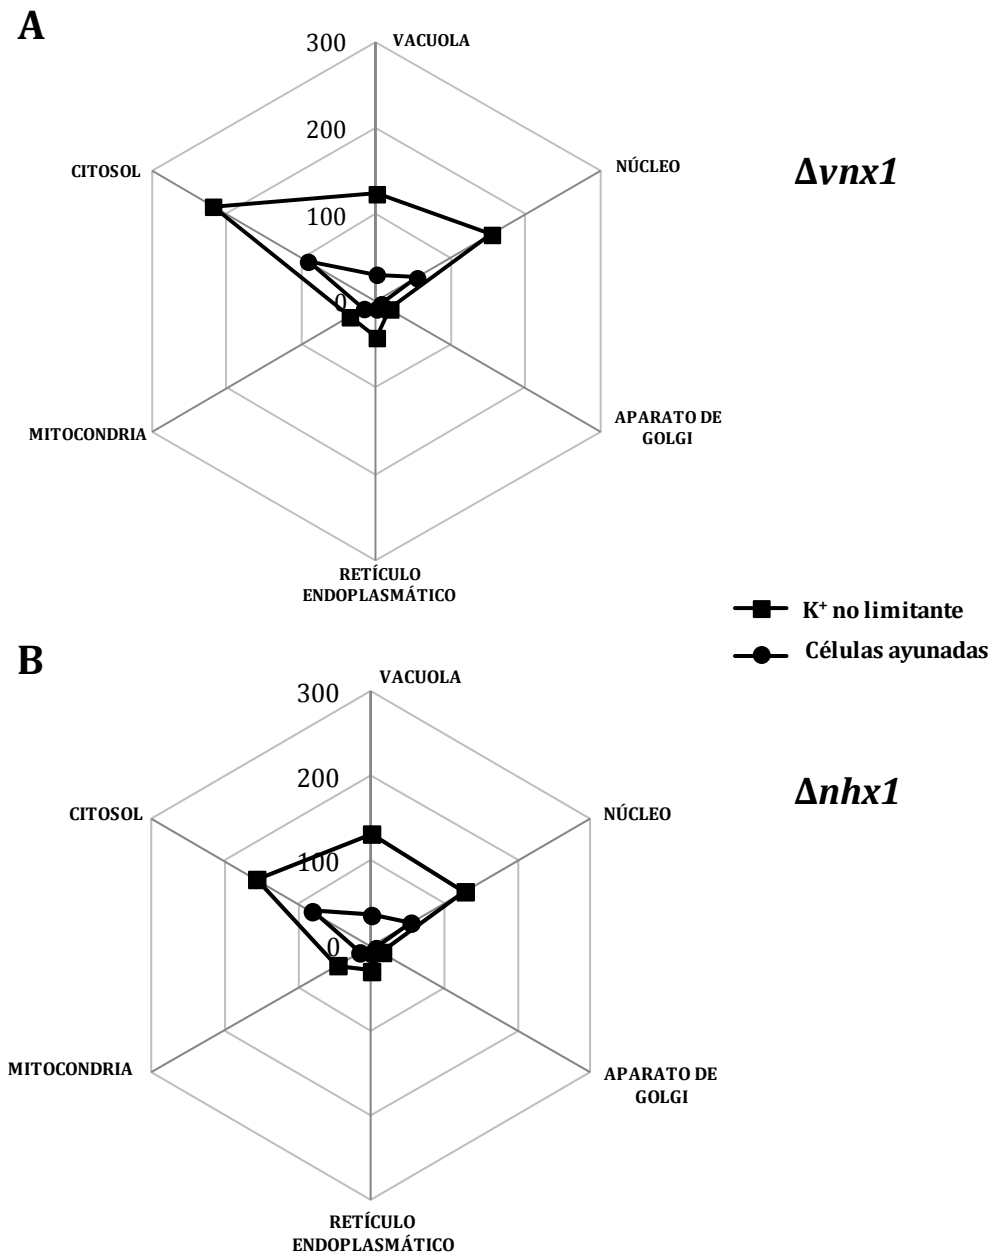 A
300
VACUOLA
200
100
0
CITOSOL
NÚCLEO
Δvnx1
MITOCONDRIA
APARATO DE
GOLGI
RETÍCULO
ENDOPLASMÁTICO
K⁺ no limitante
Células ayunadas
B
300
VACUOLA
200
100
0
CITOSOL
NÚCLEO
Δnhx1
MITOCONDRIA
APARATO DE
GOLGI
RETÍCULO
ENDOPLASMÁTICO